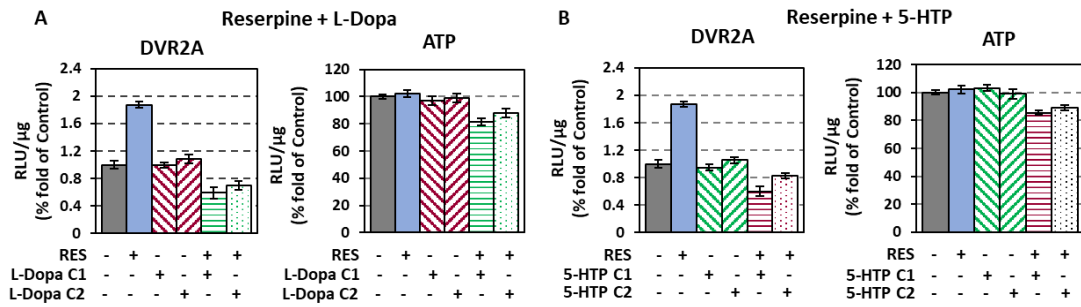 A Reserpine + L-Dopa
DVR2A
RLU/µg
(% fold of Control)
2.4
2
1.6
1.2
0.8
0.4
0
RES - + - - + +
L-Dopa C1 - - + - + -
L-Dopa C2 - - - + - +
ATP
RLU/µg
(% fold of Control)
120
100
80
60
40
20
0
RES - + - - + +
L-Dopa C1 - - + - + -
L-Dopa C2 - - - + - +
B Reserpine + 5-HTP
DVR2A
RLU/µg
(% fold of Control)
2.4
2
1.6
1.2
0.8
0.4
0
RES - + - - + +
5-HTP C1 - - + - + -
5-HTP C2 - - - + - +
ATP
RLU/µg
(% fold of Control)
120
100
80
60
40
20
0
RES - + - - + +
5-HTP C1 - - + - + -
5-HTP C2 - - - + - +